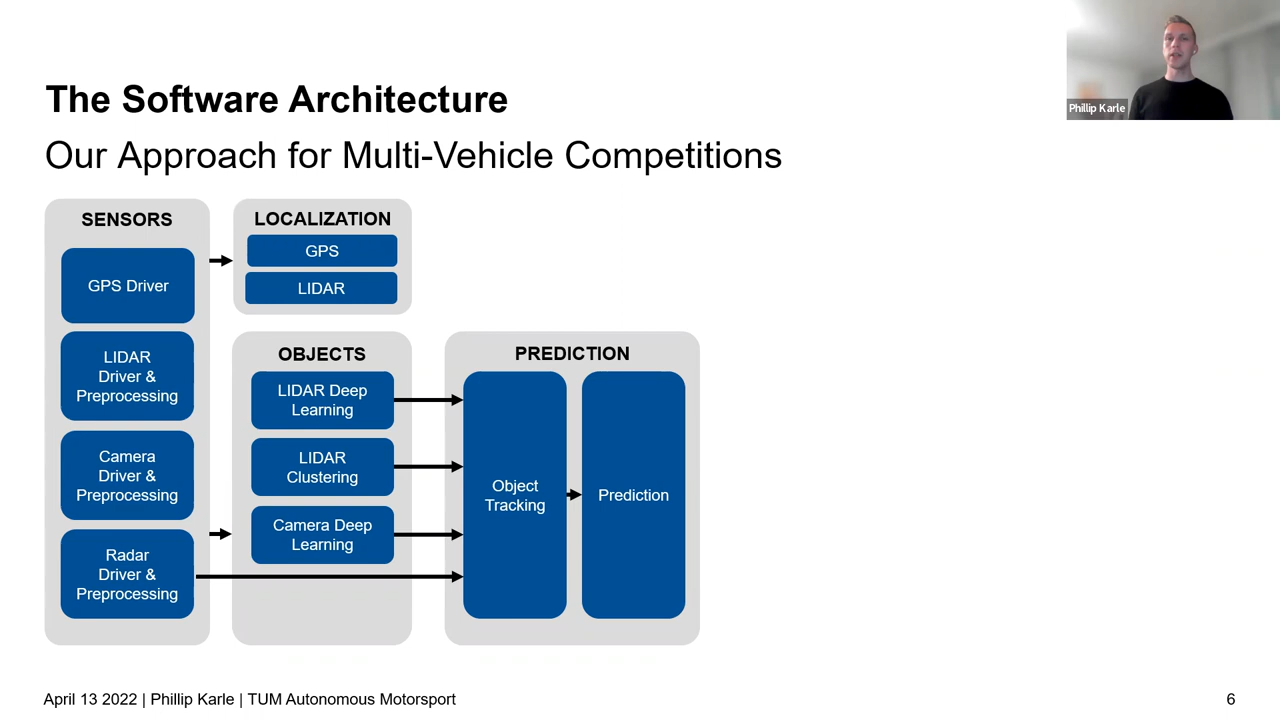 Phillip Karle
The Software Architecture
Our Approach for Multi-Vehicle Competitions
SENSORS
GPS Driver
LIDAR
Driver &
Preprocessing
Camera
Driver &
Preprocessing
Radar
Driver &
Preprocessing
LOCALIZATION
GPS
LIDAR
OBJECTS
LIDAR Deep
Learning
LIDAR
Clustering
Camera Deep
Learning
PREDICTION
Object
Tracking
Prediction
April 13 2022 | Phillip Karle | TUM Autonomous Motorsport
6